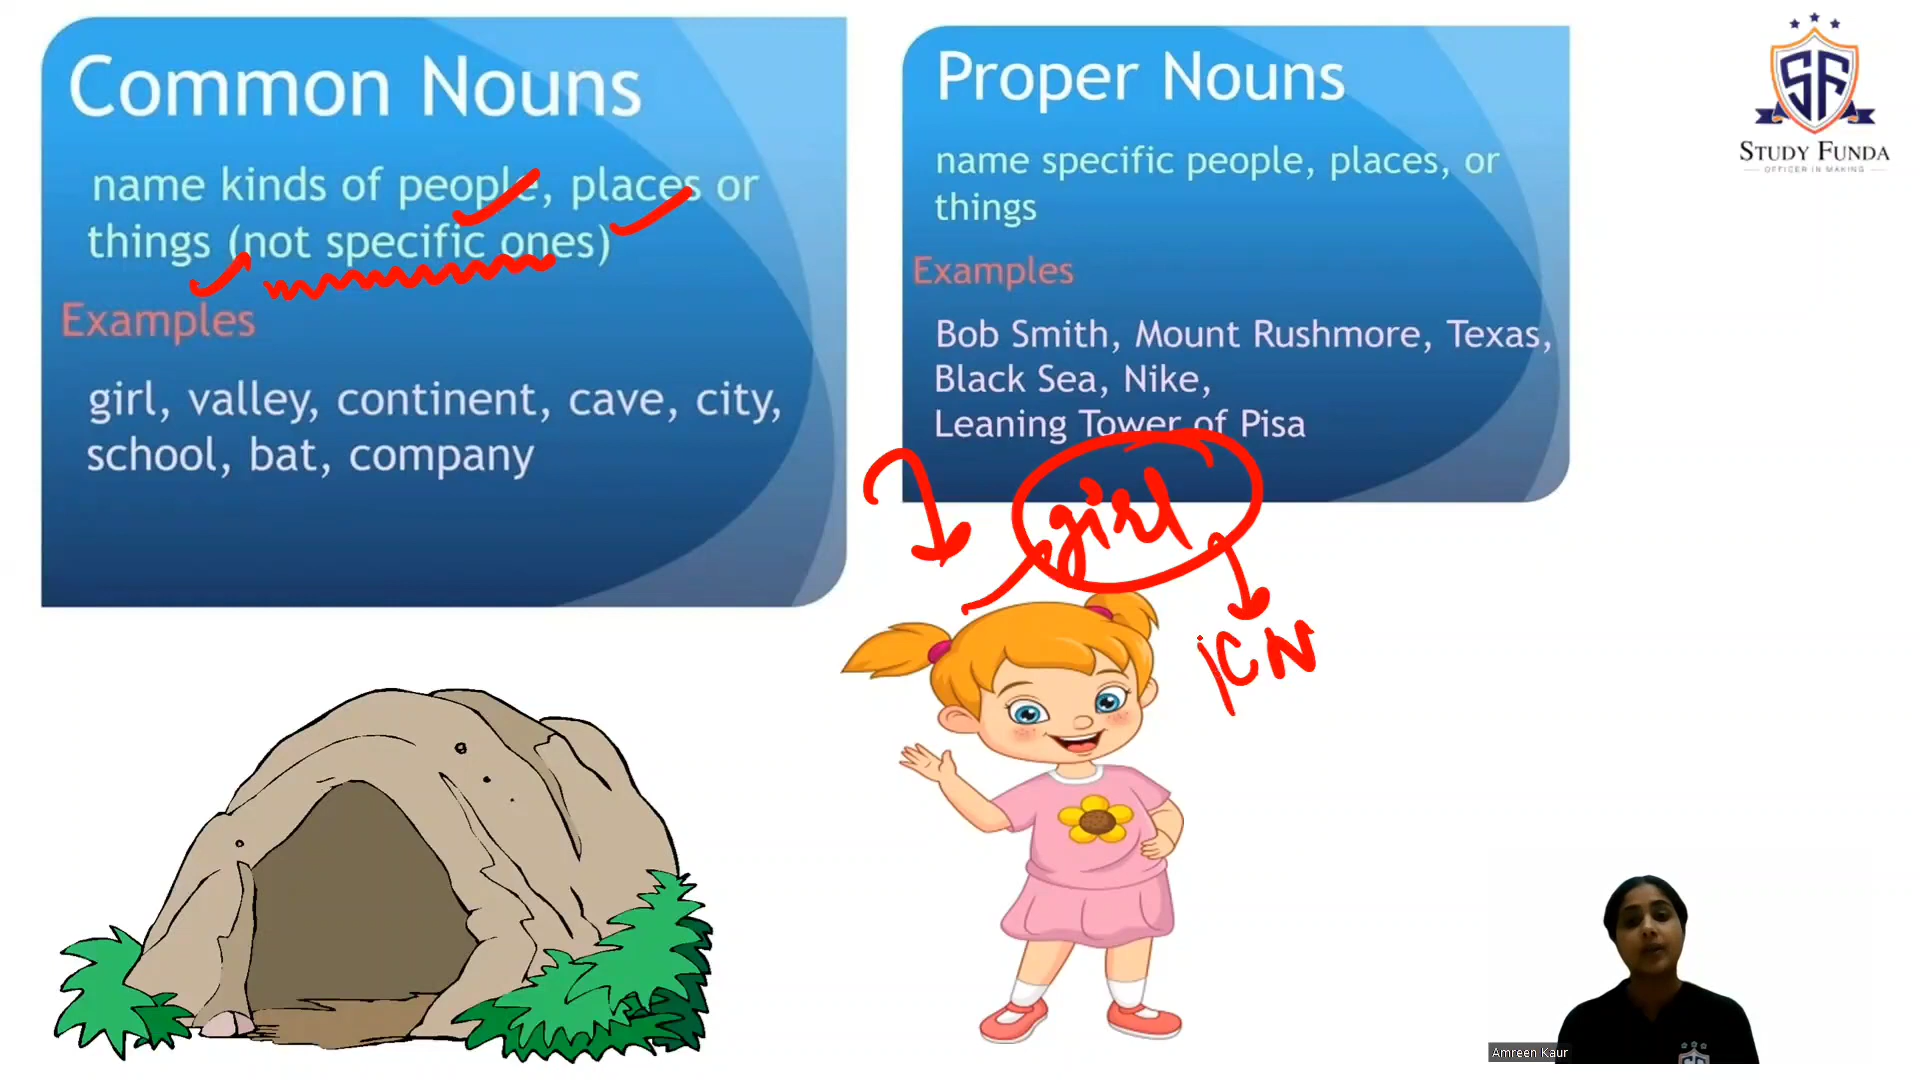 Common Nouns
name kinds of people, places or
things (not specific ones)
Examples
girl, valley, continent, cave, city,
school, bat, company
Proper Nouns
name specific people, places, or
things
Examples
Bob Smith, Mount Rushmore, Texas,
Black Sea, Nike,
Leaning Tower of Pisa
girl
CN
SF
STUDY FUNDA
OFFICER IN MAKING
Amreen Kaur